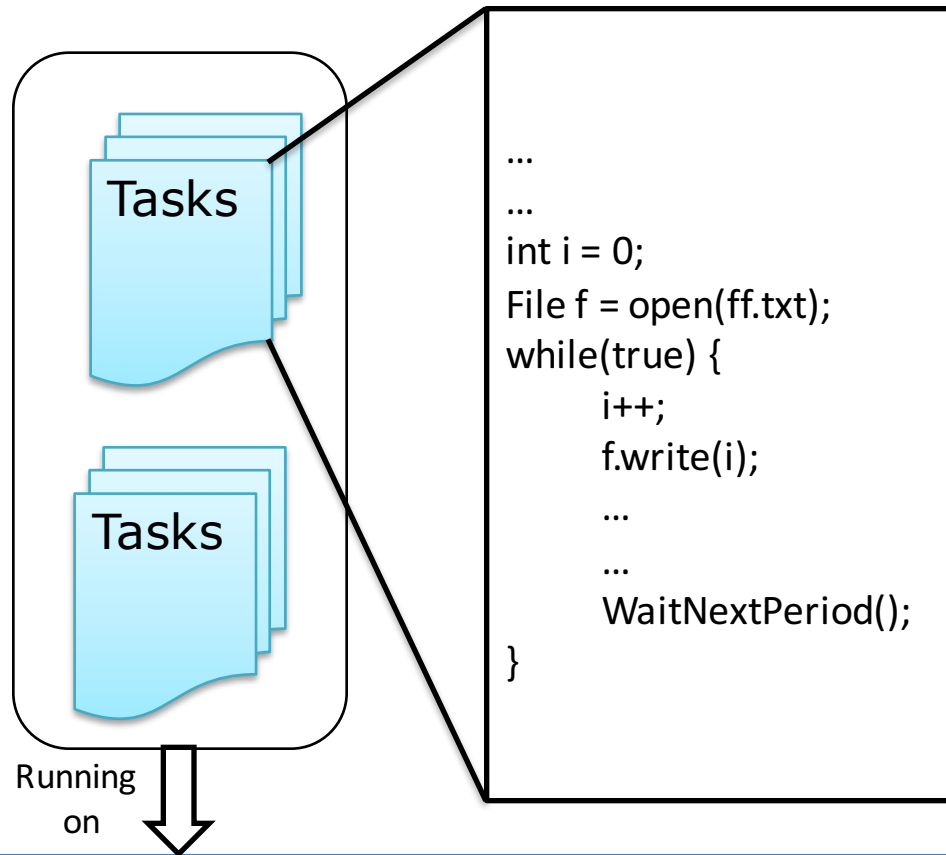 Tasks
Tasks
Running
on
...
...
int i = 0;
File f = open(ff.txt);
while(true) {
i++;
f.write(i);
...
...
WaitNextPeriod();
}